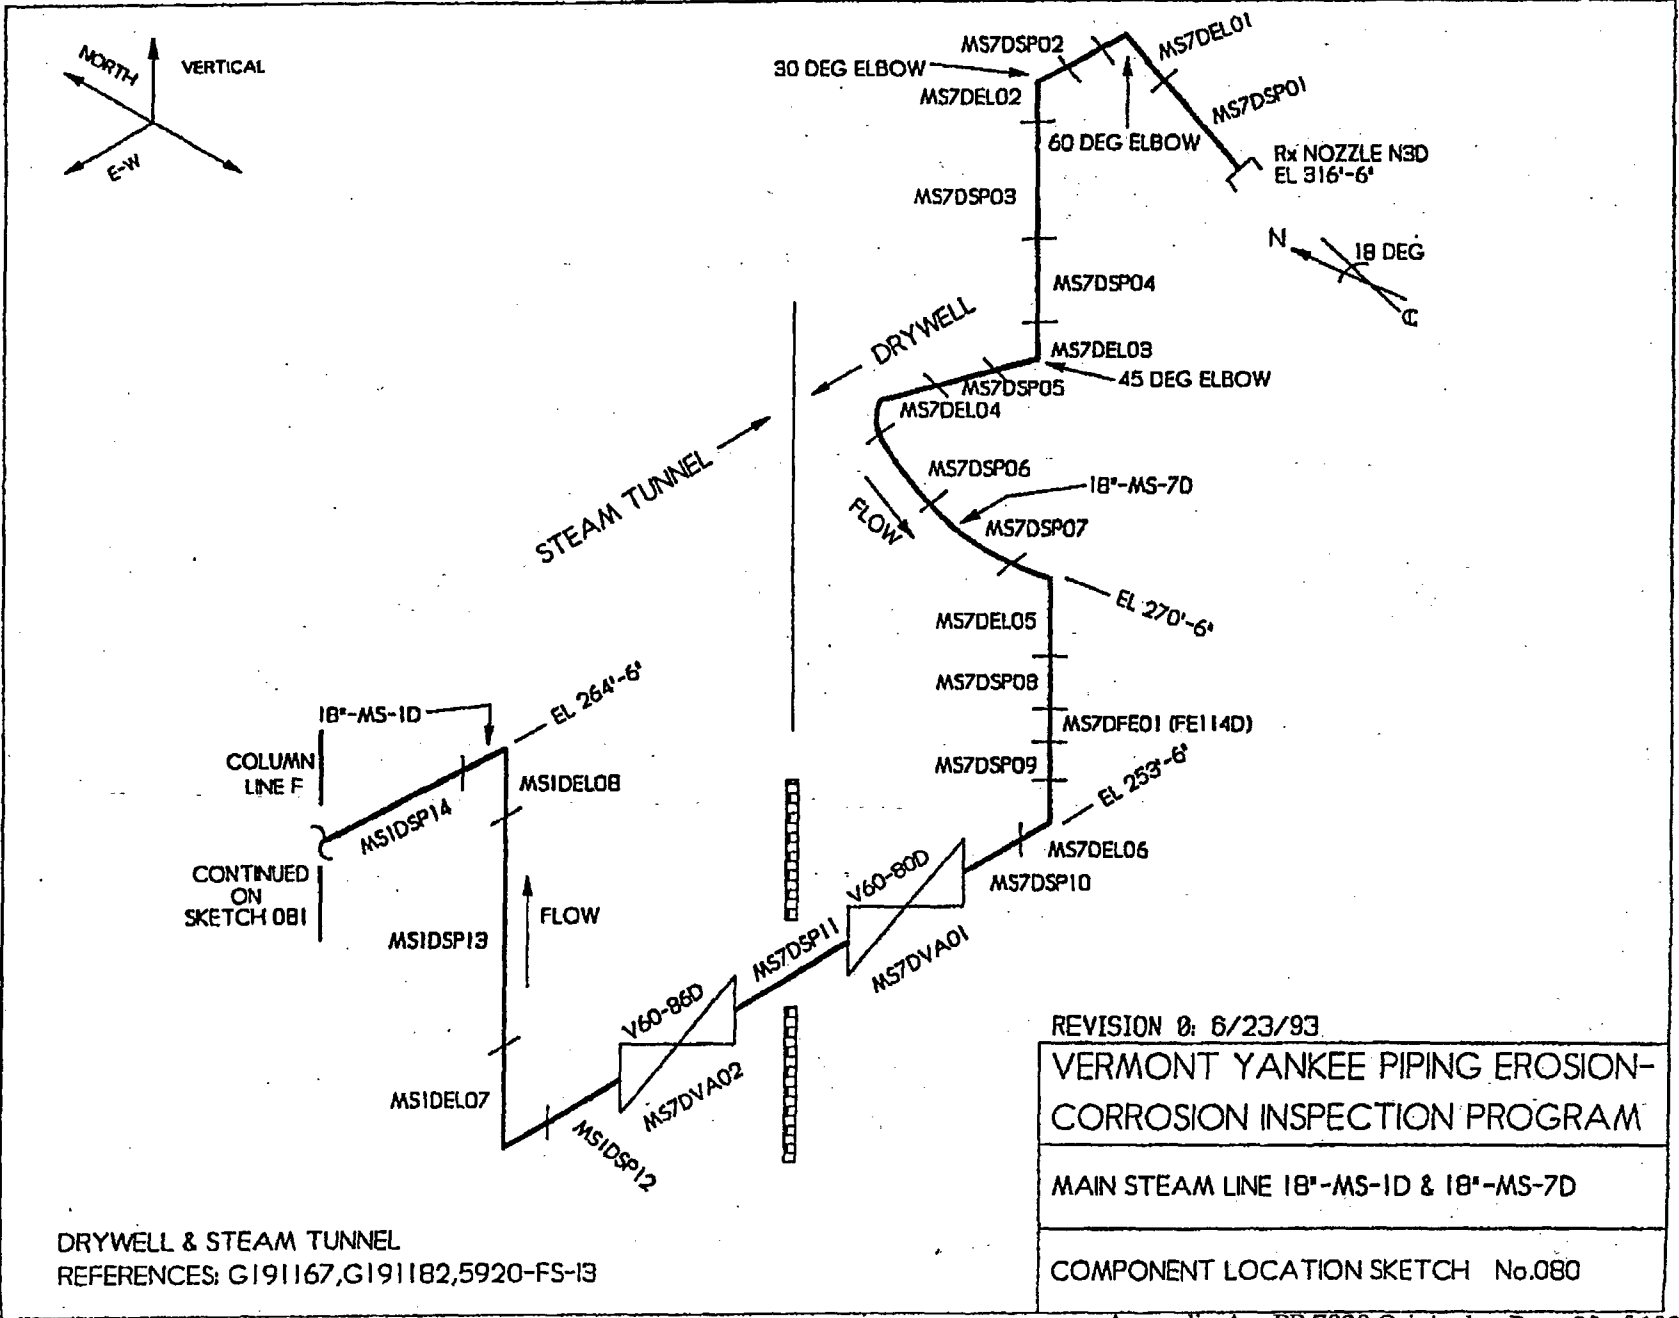 NORTH
VERTICAL
E-W
MS7DSP02
MS7DEL01
30 DEG ELBOW
MS7DEL02
MS7DSP01
60 DEG ELBOW
Rx NOZZLE N3D
EL 316'-6"
MS7DSP03
N
18 DEG
MS7DSP04
DRYWELL
MS7DEL03
45 DEG ELBOW
MS7DSP05
MS7DEL04
STEAM TUNNEL
MS7DSP06
18"-MS-7D
FLOW
MS7DSP07
EL 270'-6"
MS7DEL05
MS7DSP08
MS7DFE01 (FE114D)
MS7DSP09
EL 253'-6"
MS7DEL06
MS7DSP10
EL 264'-6"
18"-MS-1D
COLUMN
LINE F
MS1DEL08
MS1DSP14
CONTINUED
ON
SKETCH 081
FLOW
MS1DSP13
V60-80D
MS7DSP11
MS7DVA01
V60-86D
MS7DVA02
MS1DEL07
MS1DSP12
REVISION 0: 6/23/93
VERMONT YANKEE PIPING EROSION-
CORROSION INSPECTION PROGRAM
MAIN STEAM LINE 18"-MS-1D & 18"-MS-7D
COMPONENT LOCATION SKETCH No.080
DRYWELL & STEAM TUNNEL
REFERENCES: G191167,G191182,5920-FS-13